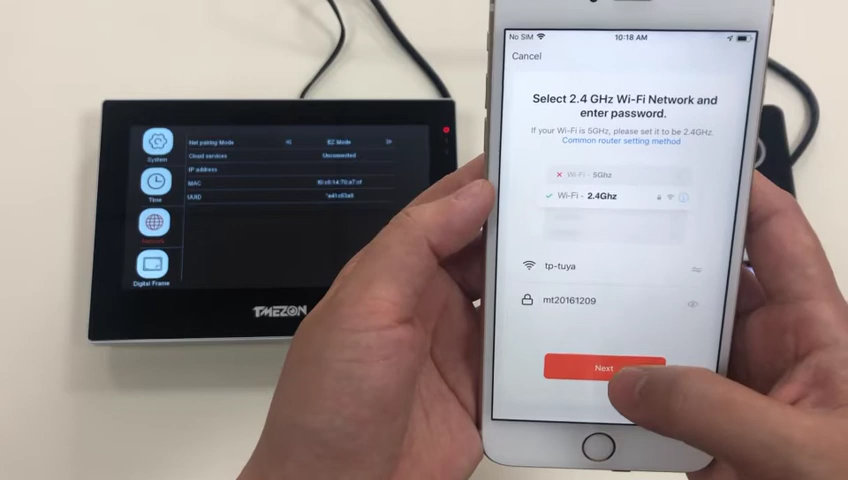 System
Time
Network
Digital Frame
Net pairing Mode
EZ Mode
Cloud services
Unconnected
IP address
MAC
UUID
TMEZON
No SIM
10:18 AM
Cancel
Select 2.4 GHz Wi-Fi Network and
enter password.
If your Wi-Fi is 5GHz, please set it to be 2.4GHz.
Common router setting method
Wi-Fi - 5Ghz
Wi-Fi - 2.4Ghz
tp-tuya
mt20161209
Next